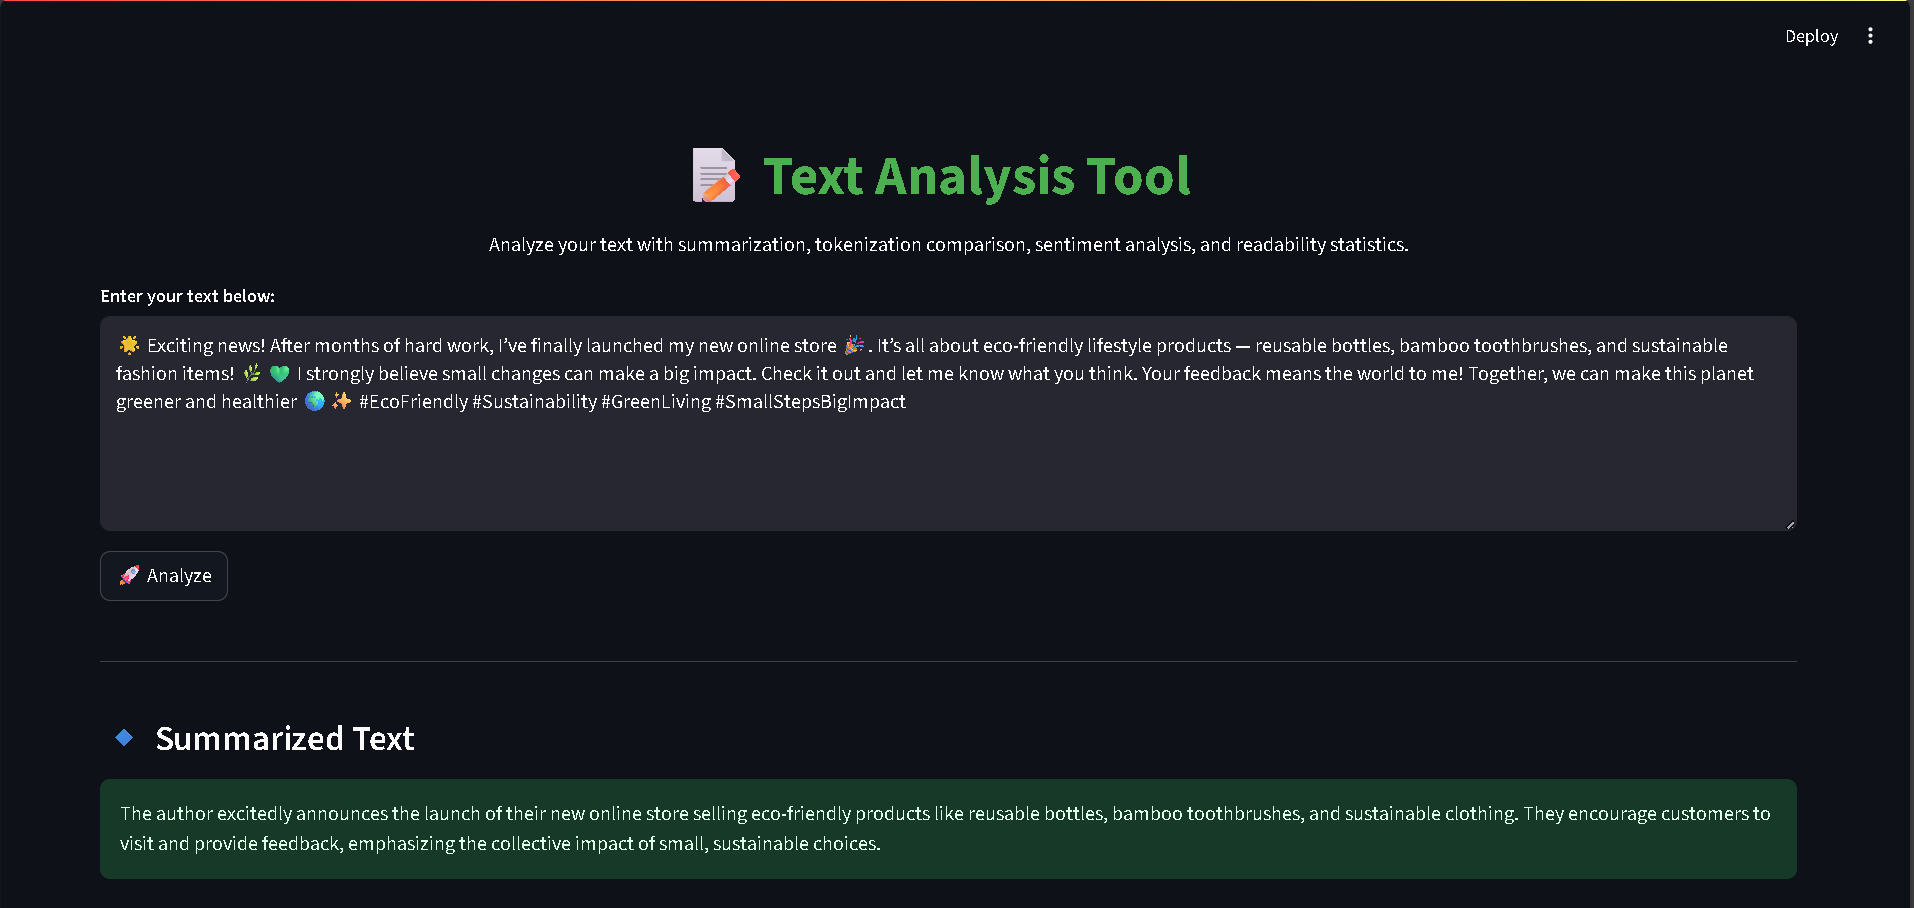 Deploy
📝 Text Analysis Tool
Analyze your text with summarization, tokenization comparison, sentiment analysis, and readability statistics.
Enter your text below:
🌟 Exciting news! After months of hard work, I’ve finally launched my new online store 🎉. It’s all about eco-friendly lifestyle products — reusable bottles, bamboo toothbrushes, and sustainable
fashion items! 🌿 💚 I strongly believe small changes can make a big impact. Check it out and let me know what you think. Your feedback means the world to me! Together, we can make this planet
greener and healthier 🌍 ✨ #EcoFriendly #Sustainability #GreenLiving #SmallStepsBigImpact
🚀 Analyze
🔹 Summarized Text
The author excitedly announces the launch of their new online store selling eco-friendly products like reusable bottles, bamboo toothbrushes, and sustainable clothing. They encourage customers to
visit and provide feedback, emphasizing the collective impact of small, sustainable choices.